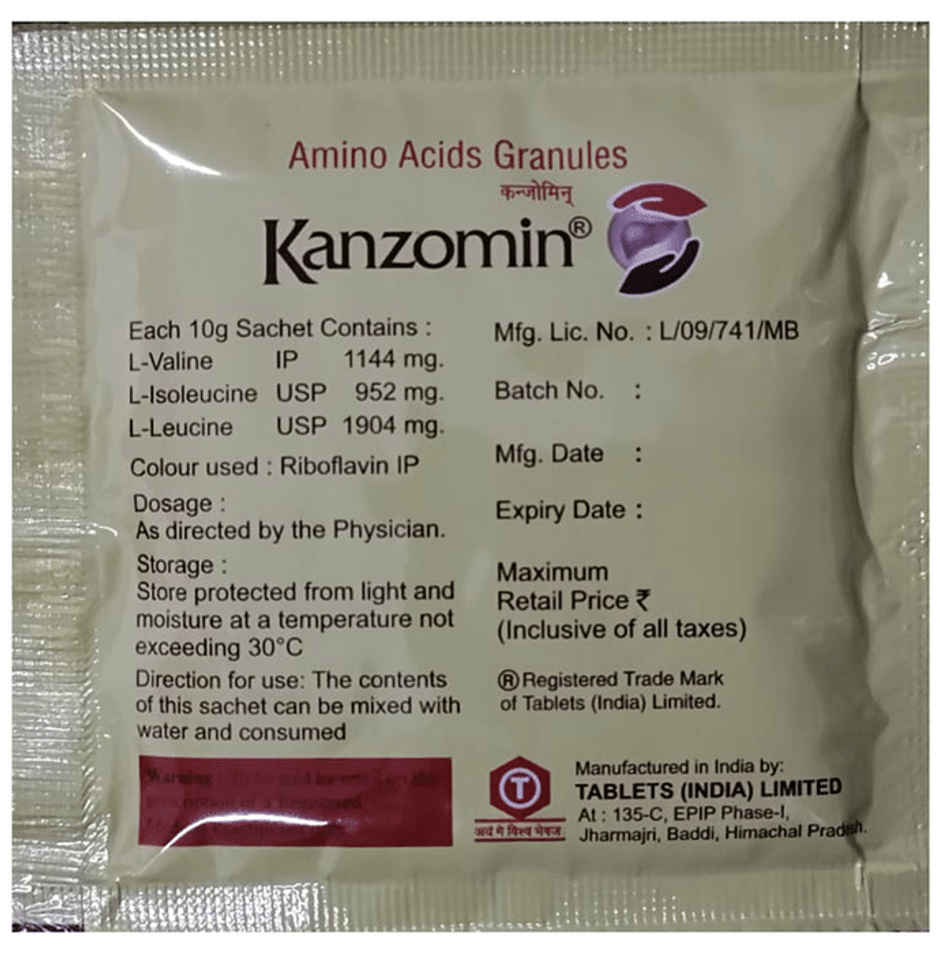 Amino Acids Granules
कन्जोमिन्
Kanzomin®
Each 10g Sachet Contains :
L-Valine IP 1144 mg.
L-Isoleucine USP 952 mg.
L-Leucine USP 1904 mg.
Colour used : Riboflavin IP
Dosage :
As directed by the Physician.
Storage :
Store protected from light and
moisture at a temperature not
exceeding 30°C
Direction for use: The contents
of this sachet can be mixed with
water and consumed
Warning
Mfg. Lic. No. : L/09/741/MB
Batch No. :
Mfg. Date :
Expiry Date :
Maximum
Retail Price ₹
(Inclusive of all taxes)
® Registered Trade Mark
of Tablets (India) Limited.
T
अयं मे विश्व भेषज
Manufactured in India by:
TABLETS (INDIA) LIMITED
At : 135-C, EPIP Phase-I,
Jharmajri, Baddi, Himachal Pradesh.